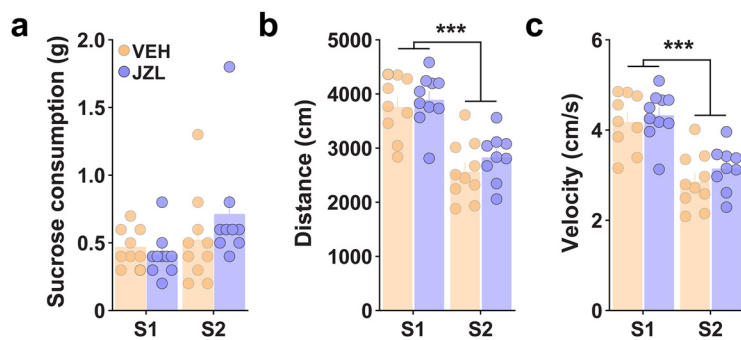 a
Sucrose consumption (g)
2.0
1.5
1.0
0.5
0
VEH
JZL
S1 S2
b
Distance (cm)
5000
4000
3000
2000
1000
0
***
S1 S2
c
Velocity (cm/s)
6
4
2
0
***
S1 S2